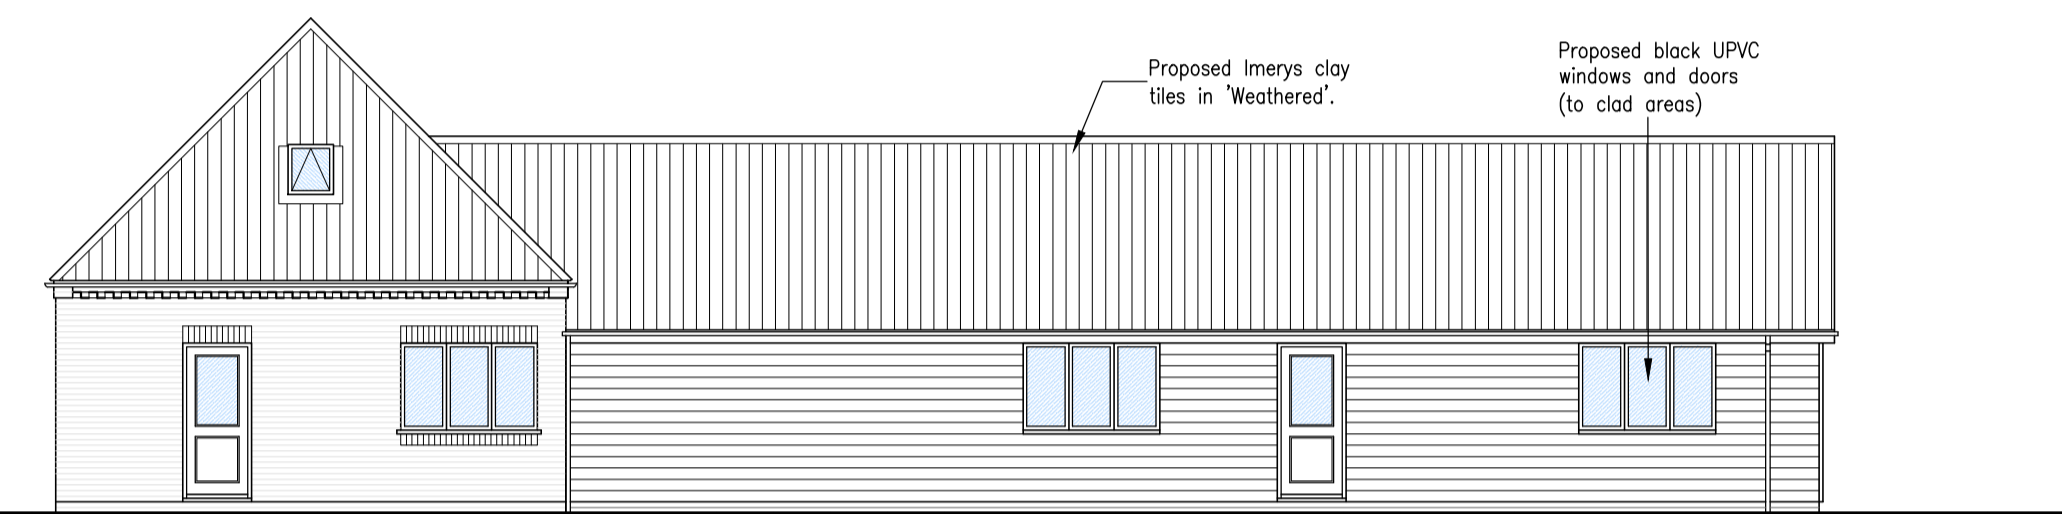 Proposed Imerys clay
tiles in 'Weathered'.
Proposed black UPVC
windows and doors
(to clad areas)